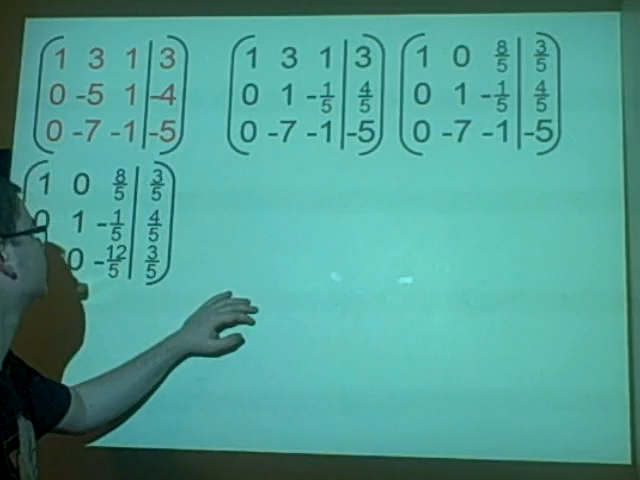 1 3 1 | 3
0 -5 1 | -4
0 -7 -1 | -5
1 3 1 | 3
0 1 -1/5 | 4/5
0 -7 -1 | -5
1 0 8/5 | 3/5
0 1 -1/5 | 4/5
0 -7 -1 | -5
1 0 8/5 | 3/5
0 1 -1/5 | 4/5
0 -12/5 | 3/5